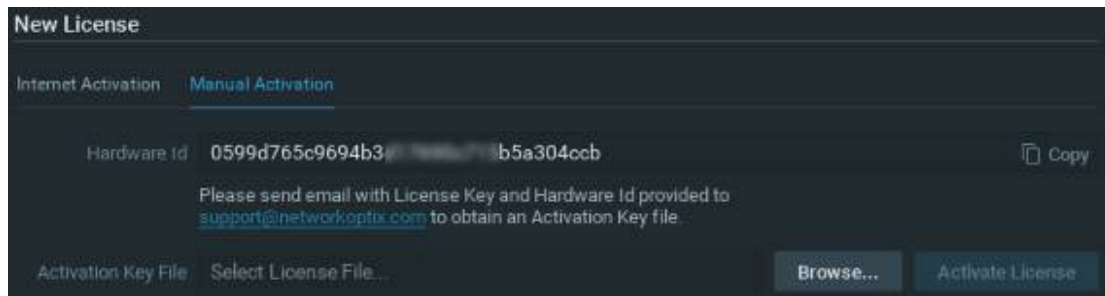 New License
Internet Activation Manual Activation
Hardware Id 0599d765c9694b3 b5a304ccb Copy
Please send email with License Key and Hardware Id provided to
support@networkoptix.com to obtain an Activation Key file.
Activation Key File Select License File... Browse... Activate License